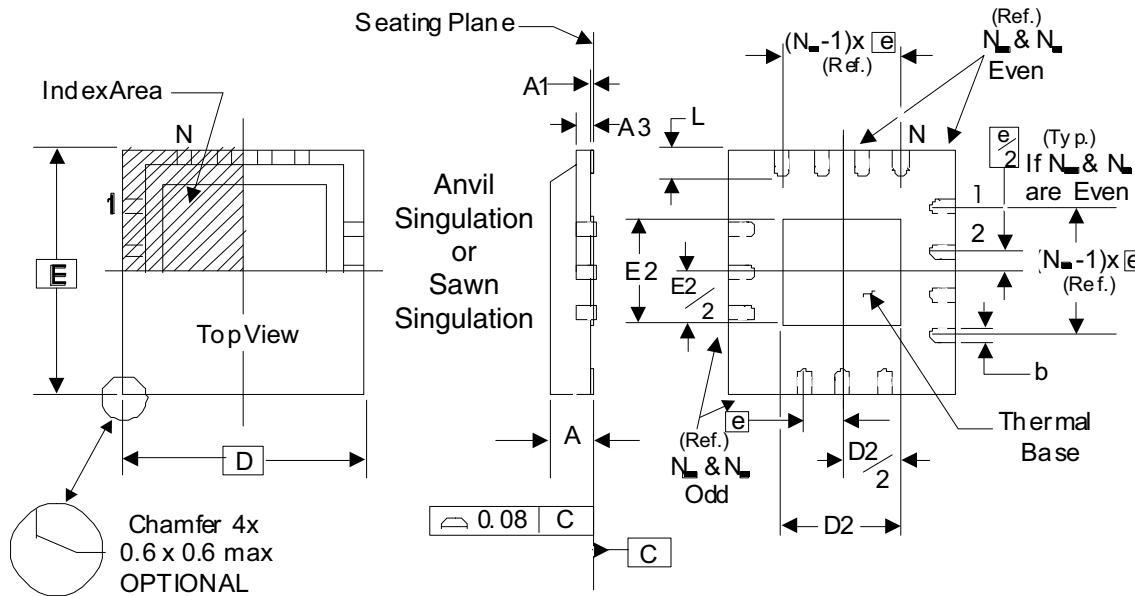 Seating Plane
(Ref.)
N & N
Even
(N -1)x e
(Ref.)
Index Area
A1
A3
L
N
N
e/2
(Typ.)
If N & N
are Even
1
1
2
Anvil
Singulation
or
Sawn
Singulation
E
E2
E2/2
(N -1)x e
(Ref.)
Top View
b
A
e
(Ref.)
N & N
Odd
D2/2
Thermal
Base
D
D2
Chamfer 4x
0.6 x 0.6 max
OPTIONAL
0.08 C
C